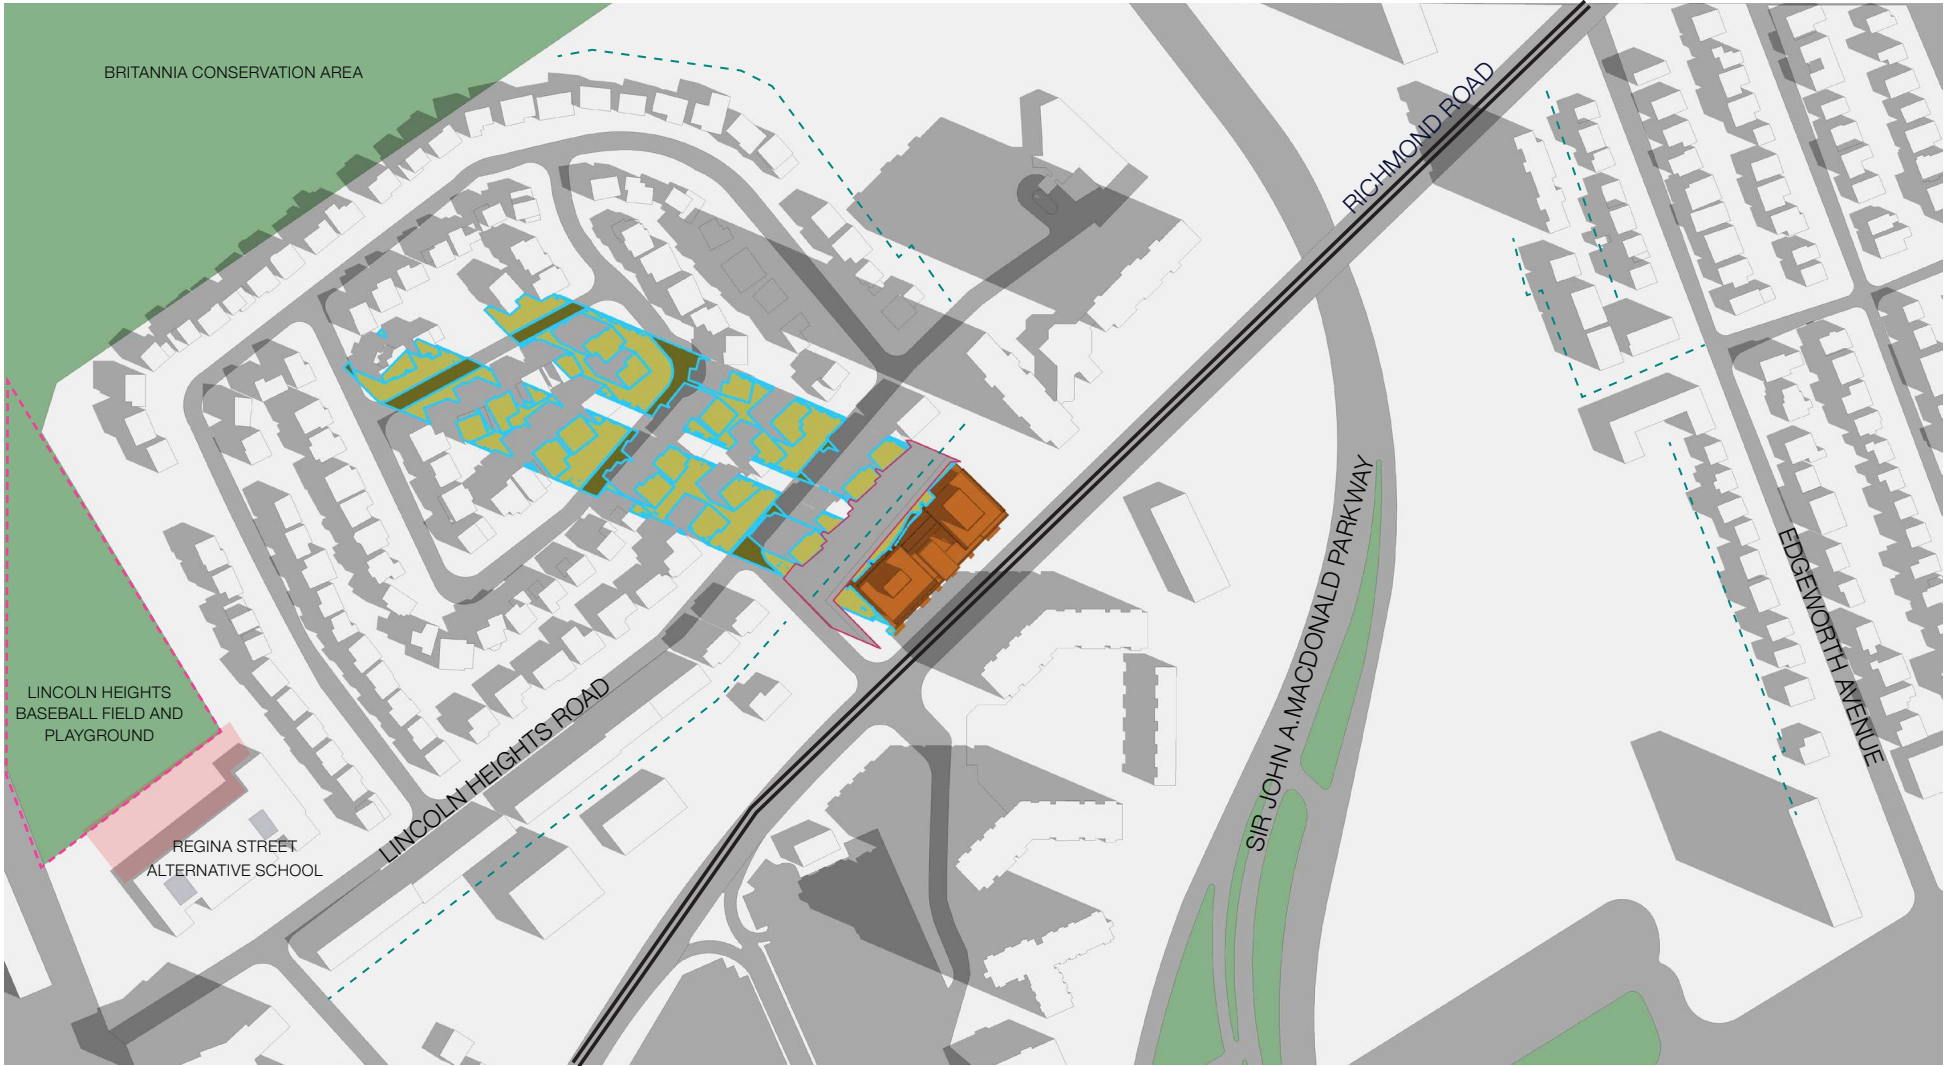 BRITANNIA CONSERVATION AREA
RICHMOND ROAD
SIR JOHN A.MACDONALD PARKWAY
EDGEWORTH AVENUE
LINCOLN HEIGHTS
BASEBALL FIELD AND
PLAYGROUND
LINCOLN HEIGHTS ROAD
REGINA STREET
ALTERNATIVE SCHOOL